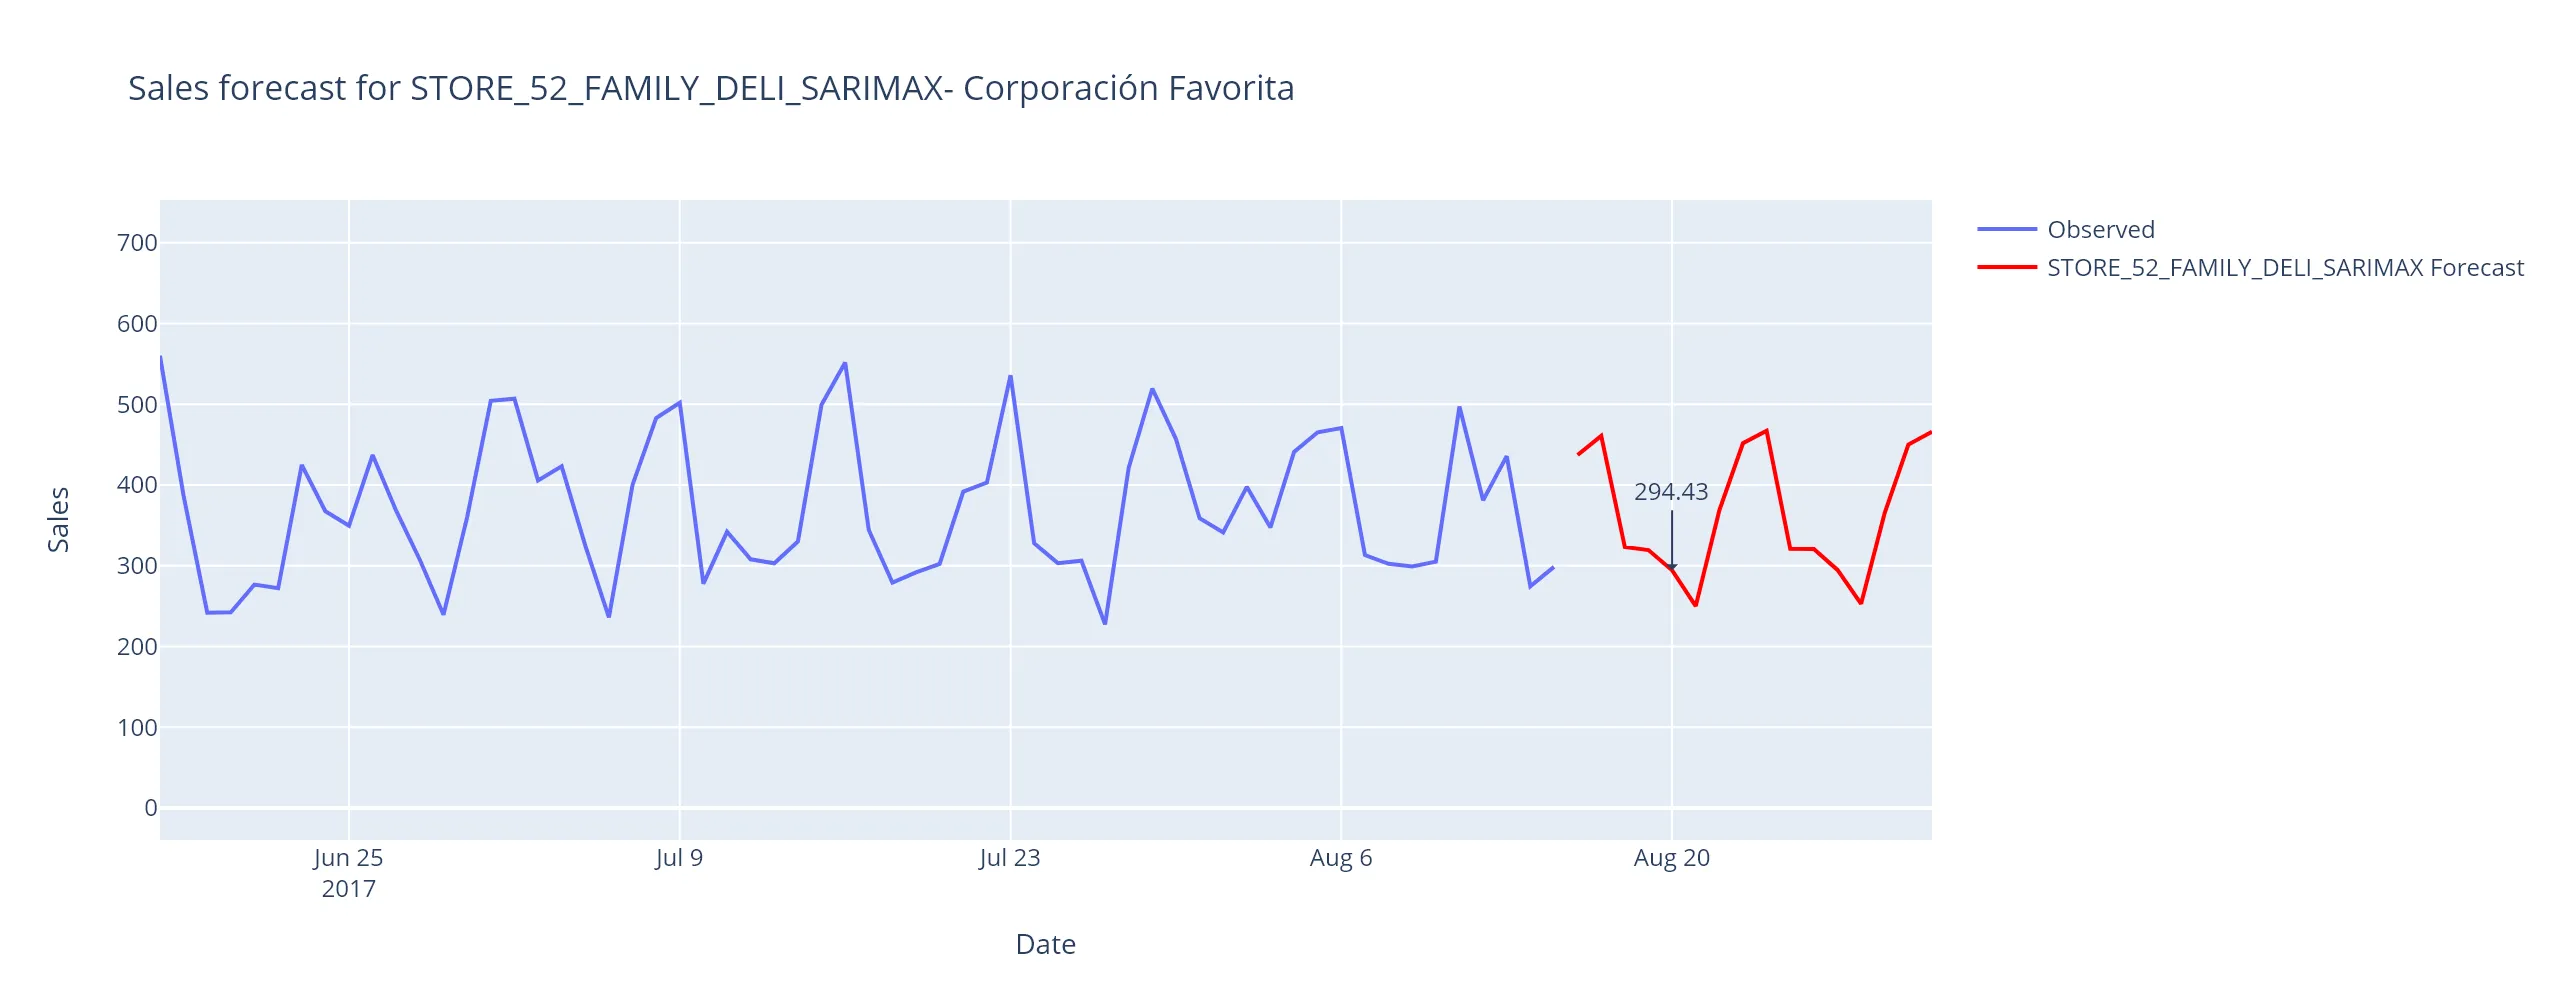 Sales forecast for STORE_52_FAMILY_DELI_SARIMAX- Corporación Favorita
Observed
STORE_52_FAMILY_DELI_SARIMAX Forecast
Sales
700
600
500
400
300
200
100
0
294.43
Jun 25
2017
Jul 9
Jul 23
Aug 6
Aug 20
Date